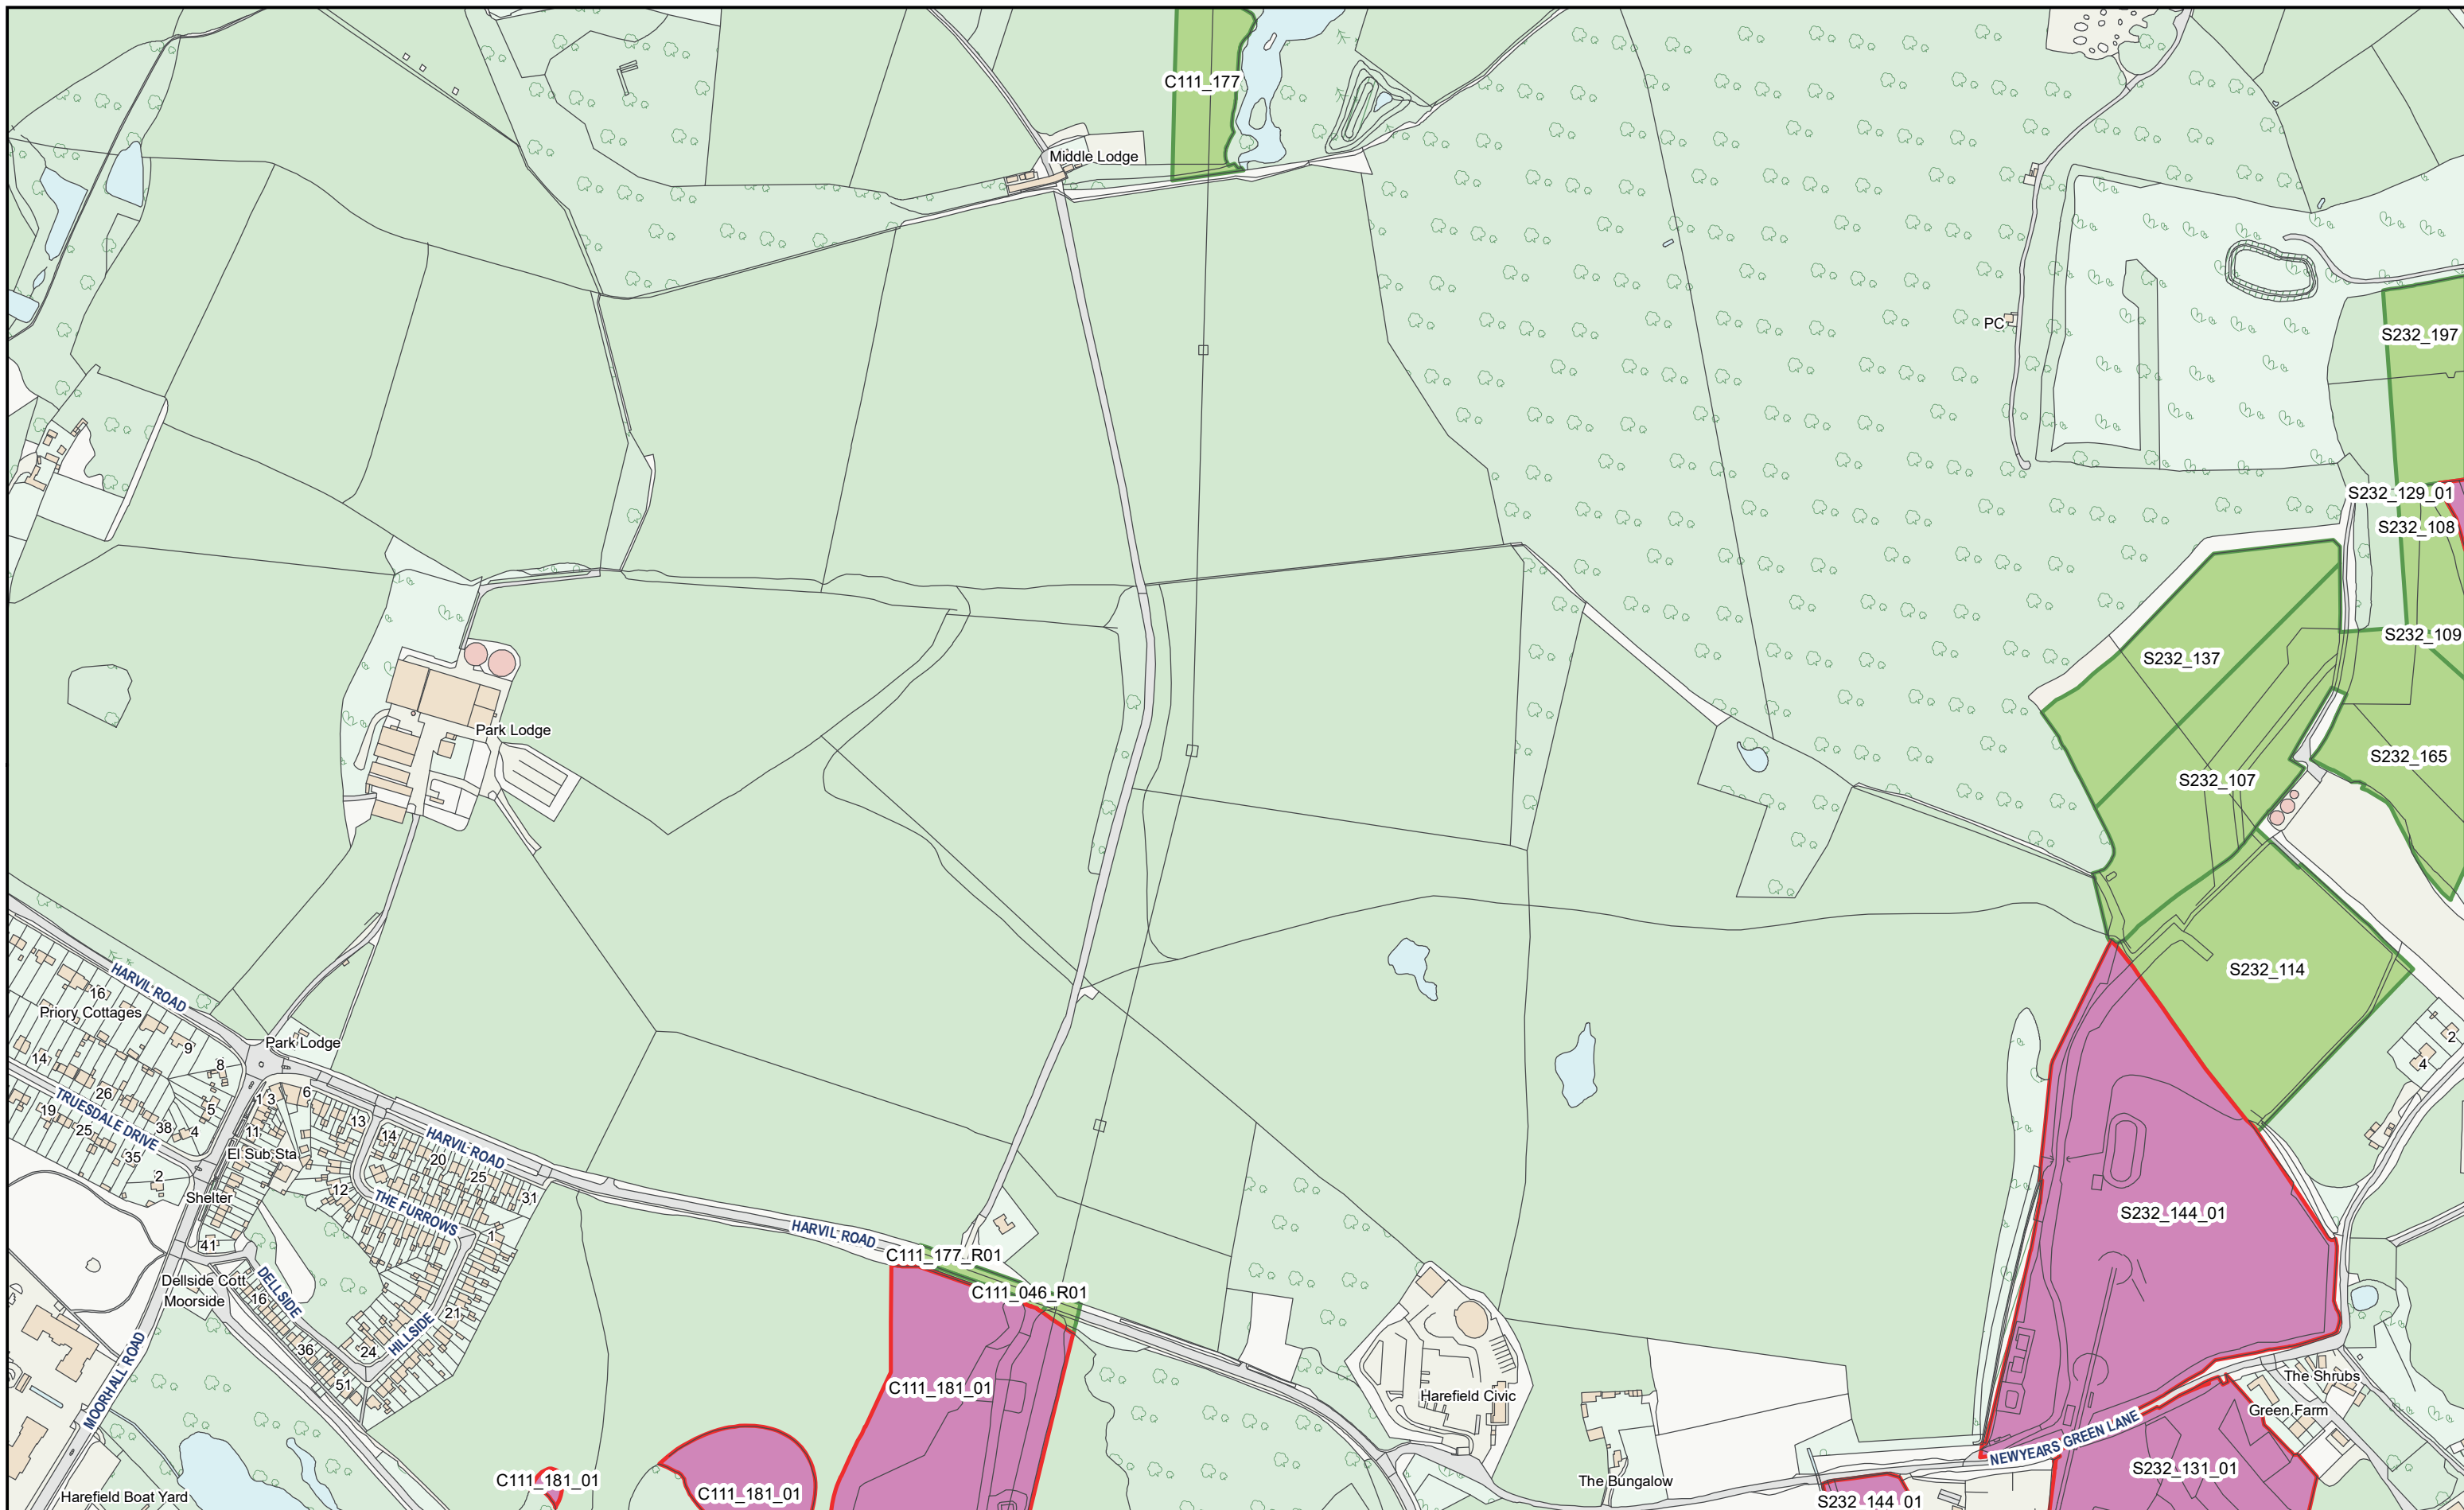 C111_177
Middle Lodge
PC
S232_197
S232_129_01
S232_108
S232_109
S232_137
S232_165
S232_107
Park Lodge
S232_114
HARVIL ROAD
16
Priory Cottages
9
8
14
26
19
25
38
4
5
35
2
TRUESDALE DRIVE
Park Lodge
6
13
11
El Sub Sta
13
14
20
25
31
12
HARVIL ROAD
THE FURROWS
1
Shelter
41
Dellside Cott
Moorside
16
DELLSIDE
21
HILLSIDE
24
36
51
MOORHALL ROAD
Harefield Boat Yard
HARVIL ROAD
C111_177_R01
C111_046_R01
C111_181_01
C111_181_01
C111_181_01
Harefield Civic
The Bungalow
2
4
S232_144_01
The Shrubs
Green Farm
NEWYEARS GREEN LANE
S232_131_01
S232_144_01